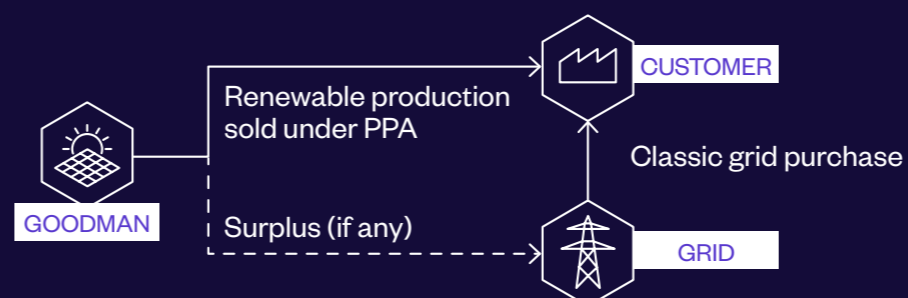 CUSTOMER
Renewable production
sold under PPA
Classic grid purchase
GOODMAN
Surplus (if any)
GRID